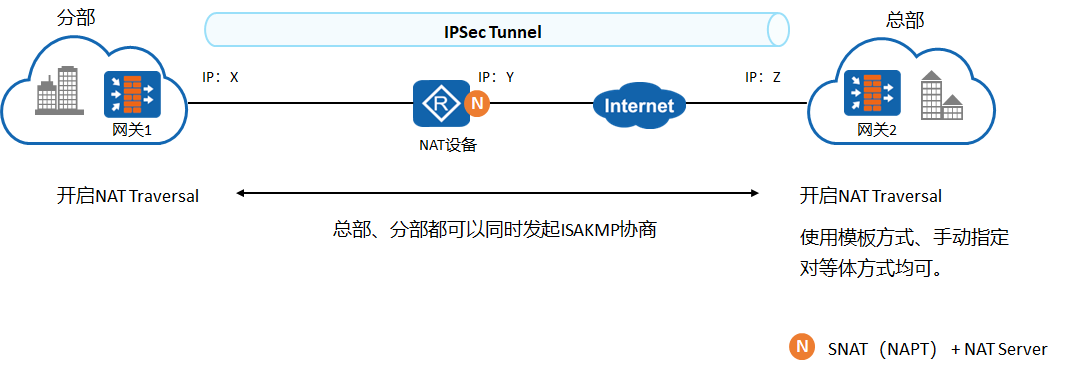 分部
IPSec Tunnel
总部
IP：X
IP：Y
IP：Z
R
N
Internet
网关1
NAT设备
网关2
开启NAT Traversal
总部、分部都可以同时发起ISAKMP协商
开启NAT Traversal
使用模板方式、手动指定
对等体方式均可。
N SNAT（NAPT）+ NAT Server